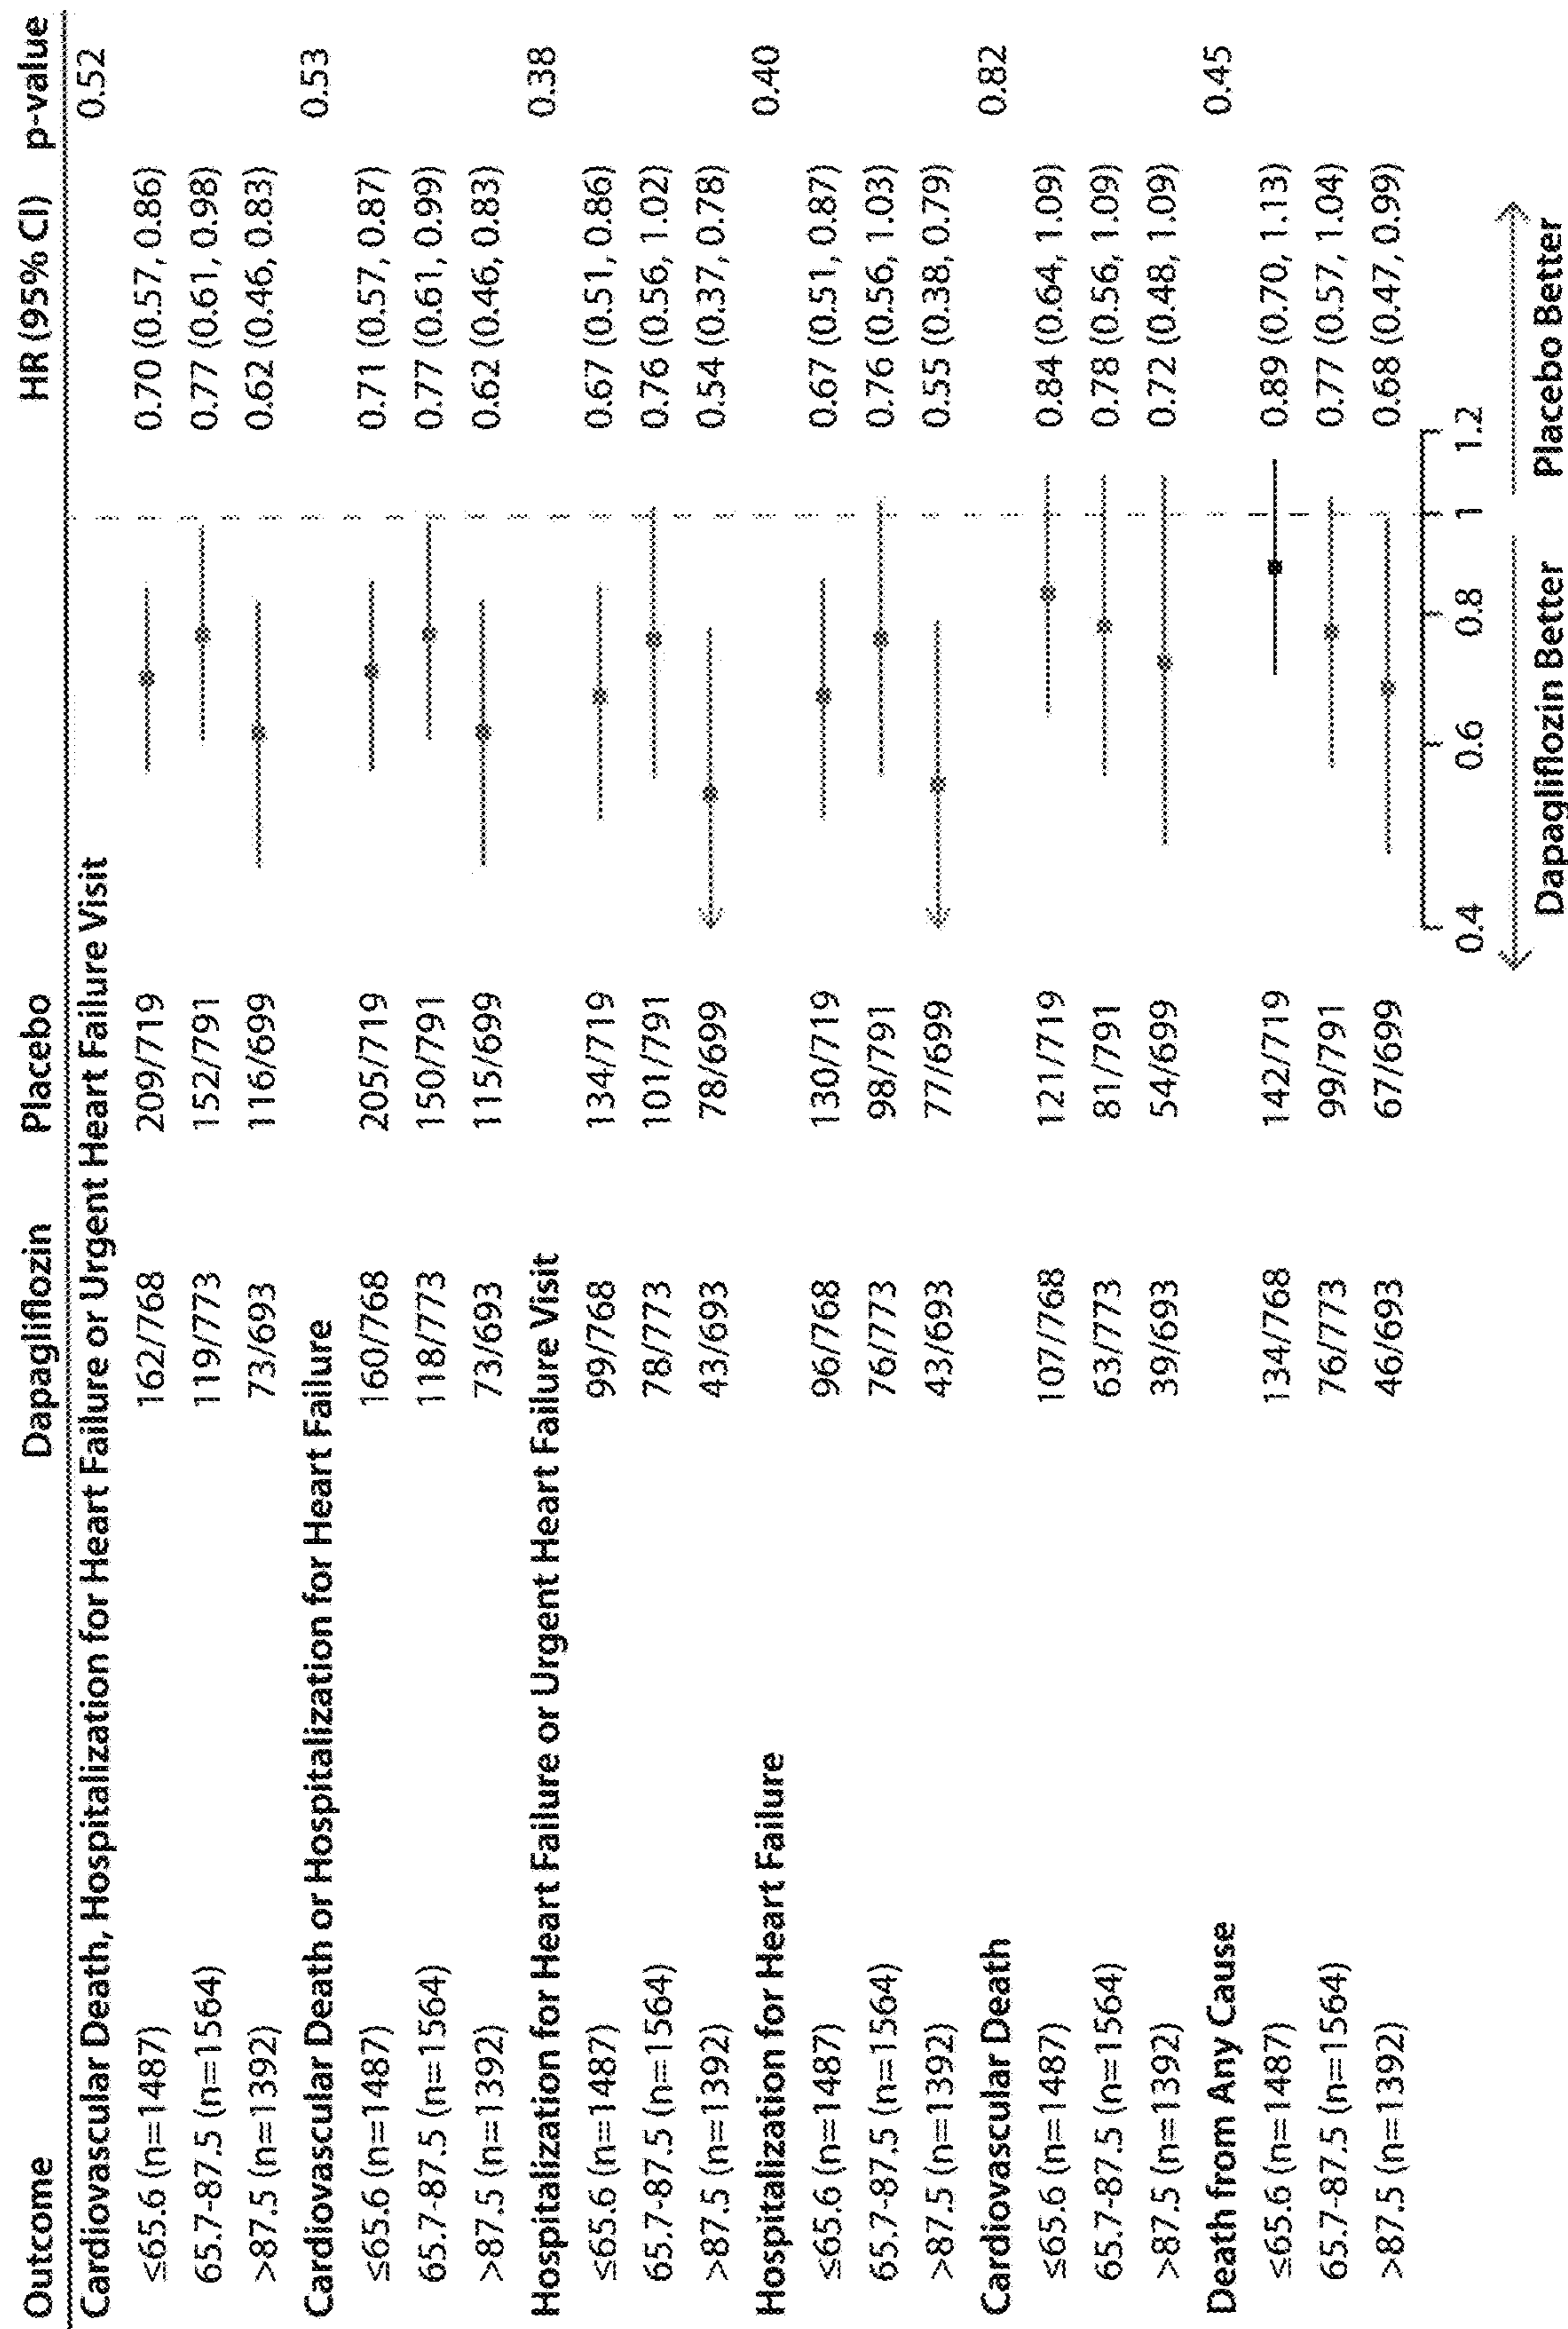 Outcome Dapagliflozin Placebo HR (95% CI) p-value
Cardiovascular Death, Hospitalization for Heart Failure or Urgent Heart Failure Visit 0.52
≤65.6 (n=1487) 162/768 209/719 0.70 (0.57, 0.86)
65.7-87.5 (n=1564) 119/773 152/791 0.77 (0.61, 0.98)
>87.5 (n=1392) 73/693 116/699 0.62 (0.46, 0.83)
Cardiovascular Death or Hospitalization for Heart Failure 0.53
≤65.6 (n=1487) 160/768 205/719 0.71 (0.57, 0.87)
65.7-87.5 (n=1564) 118/773 150/791 0.77 (0.61, 0.99)
>87.5 (n=1392) 73/693 115/699 0.62 (0.46, 0.83)
Hospitalization for Heart Failure or Urgent Heart Failure Visit 0.38
≤65.6 (n=1487) 99/768 134/719 0.67 (0.51, 0.86)
65.7-87.5 (n=1564) 78/773 101/791 0.76 (0.56, 1.02)
>87.5 (n=1392) 43/693 78/699 0.54 (0.37, 0.78)
Hospitalization for Heart Failure 0.40
≤65.6 (n=1487) 96/768 130/719 0.67 (0.51, 0.87)
65.7-87.5 (n=1564) 76/773 98/791 0.76 (0.56, 1.03)
>87.5 (n=1392) 43/693 77/699 0.55 (0.38, 0.79)
Cardiovascular Death 0.82
≤65.6 (n=1487) 107/768 121/719 0.84 (0.64, 1.09)
65.7-87.5 (n=1564) 63/773 81/791 0.78 (0.56, 1.09)
>87.5 (n=1392) 39/693 54/699 0.72 (0.48, 1.09)
Death from Any Cause 0.45
≤65.6 (n=1487) 134/768 142/719 0.89 (0.70, 1.13)
65.7-87.5 (n=1564) 76/773 99/791 0.77 (0.57, 1.04)
>87.5 (n=1392) 46/693 67/699 0.68 (0.47, 0.99)
0.4 0.6 0.8 1 1.2
Dapagliflozin Better Placebo Better